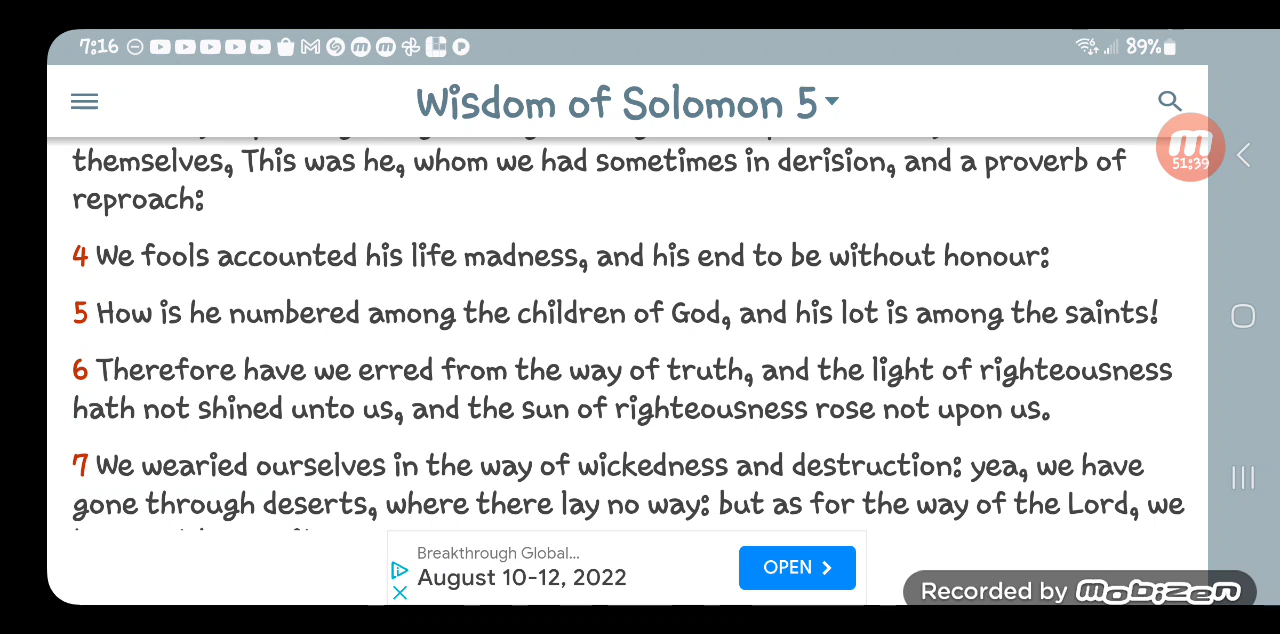 7:16
89%
Wisdom of Solomon 5
51:39
themselves, This was he, whom we had sometimes in derision, and a proverb of
reproach:
4 We fools accounted his life madness, and his end to be without honour:
5 How is he numbered among the children of God, and his lot is among the saints!
6 Therefore have we erred from the way of truth, and the light of righteousness
hath not shined unto us, and the sun of righteousness rose not upon us.
7 We wearied ourselves in the way of wickedness and destruction: yea, we have
gone through deserts, where there lay no way: but as for the way of the Lord, we
Breakthrough Global...
August 10-12, 2022
OPEN
Recorded by mobizen